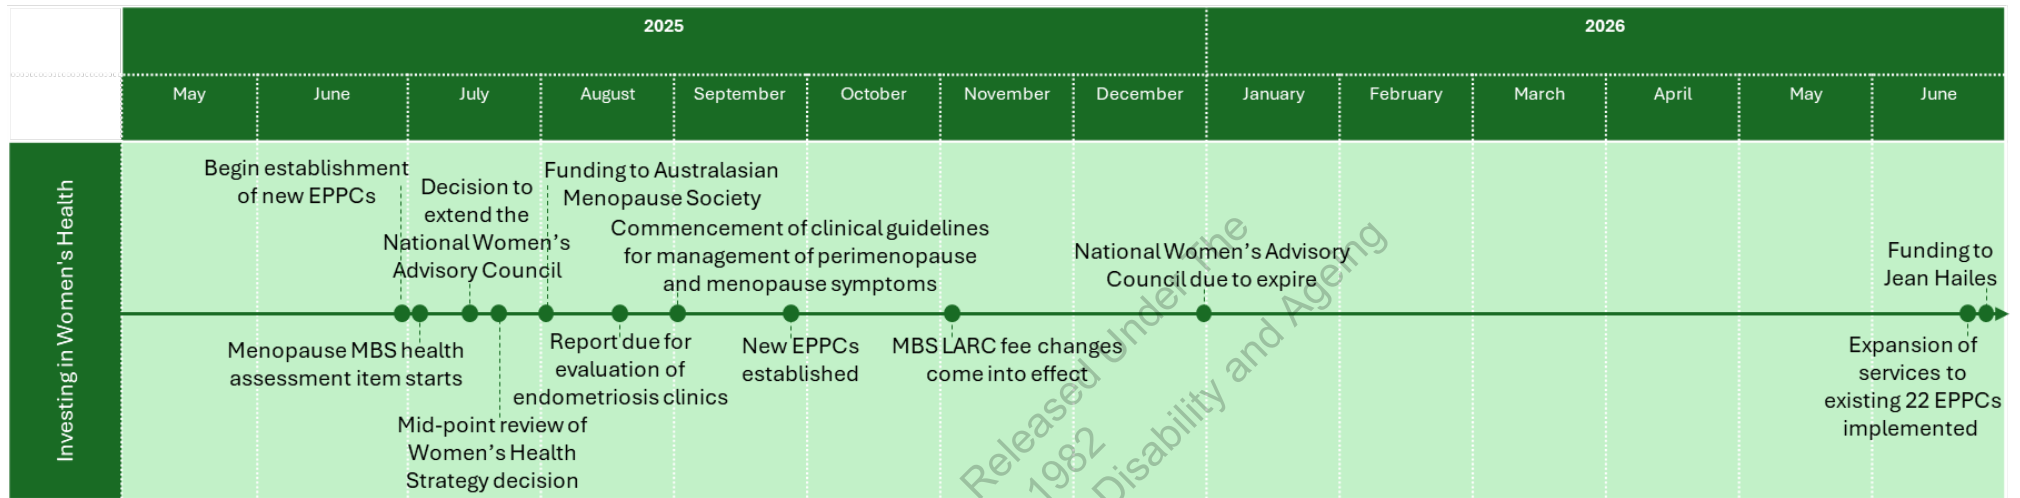 2025
2026
May
June
July
August
September
October
November
December
January
February
March
April
May
June
Investing in Women's Health
Begin establishment
of new EPPCs
Decision to
extend the
National Women's
Advisory Council
Funding to Australasian
Menopause Society
Commencement of clinical guidelines
for management of perimenopause
and menopause symptoms
National Women's Advisory
Council due to expire
Funding to
Jean Hailes
Menopause MBS health
assessment item starts
Mid-point review of
Women's Health
Strategy decision
Report due for
evaluation of
endometriosis clinics
New EPPCs
established
MBS LARC fee changes
come into effect
Expansion of
services to
existing 22 EPPCs
implemented
Released Under The
1982
Disability and Ageing